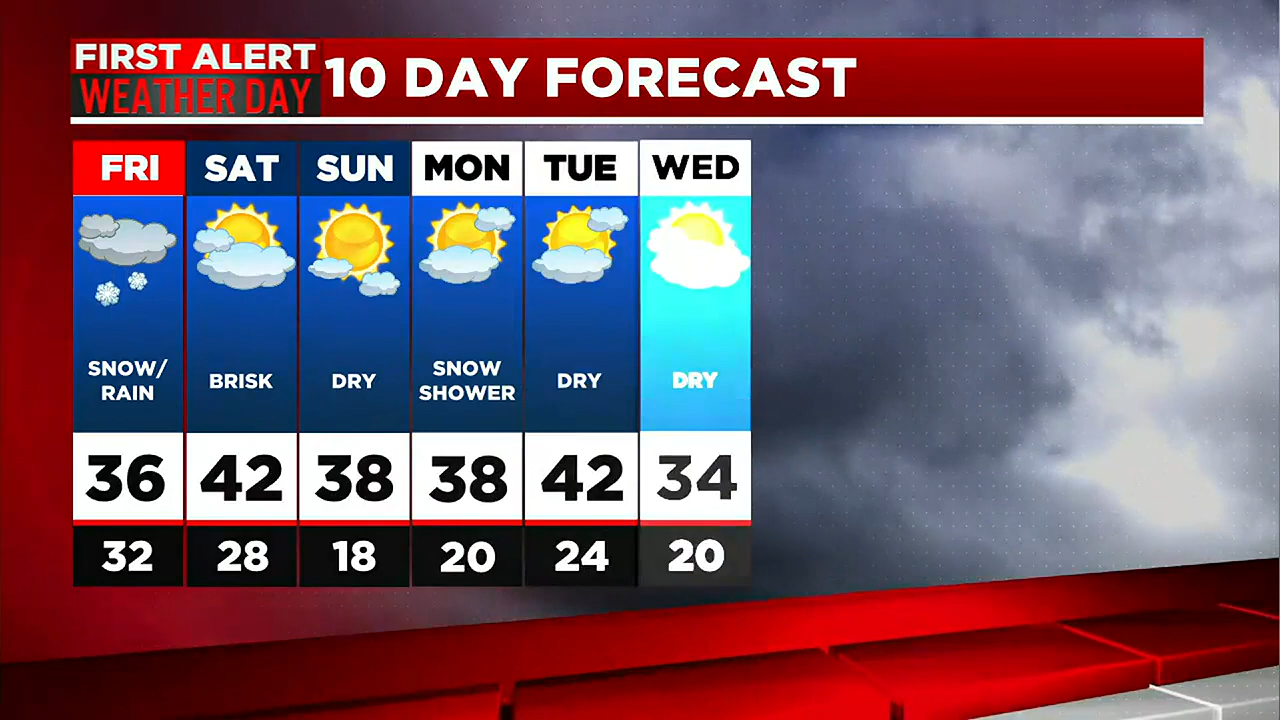 FIRST ALERT
WEATHER DAY
10 DAY FORECAST
FRI SAT SUN MON TUE WED
SNOW/
RAIN
BRISK
DRY
SNOW
SHOWER
DRY
DRY
36 42 38 38 42 34
32 28 18 20 24 20